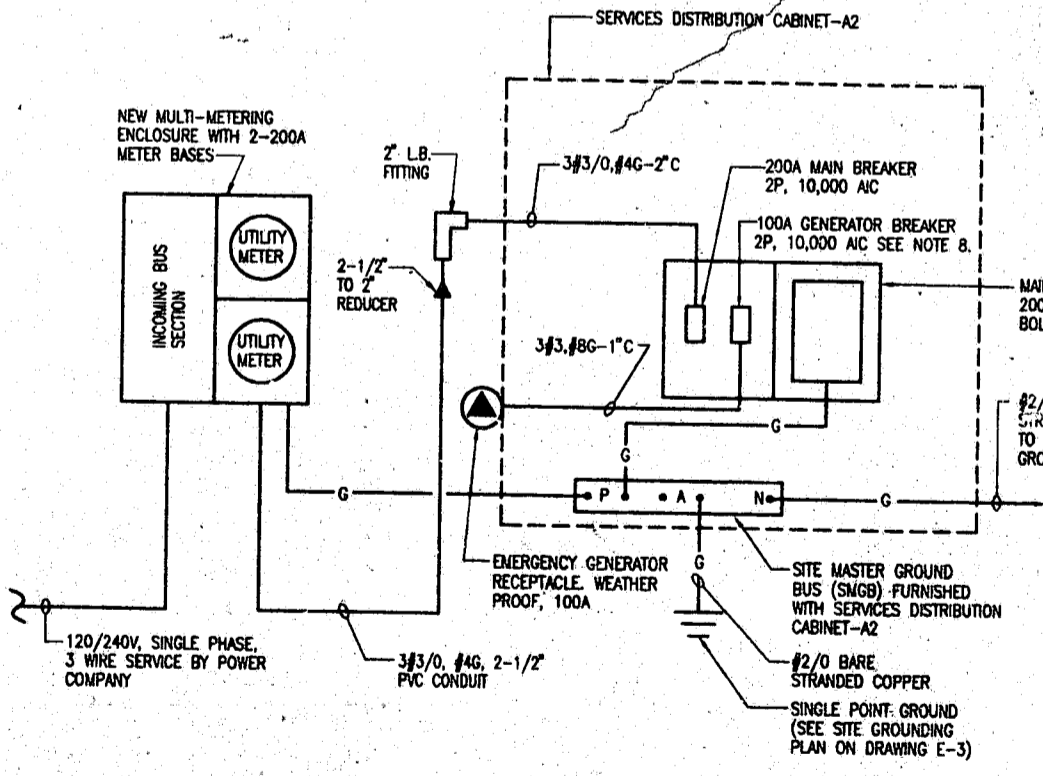 SERVICES DISTRIBUTION CABINET-A2
NEW MULTI-METERING
ENCLOSURE WITH 2-200A
METER BASES
2" L.B.
FITTING
3#3/0,#4G-2"C
200A MAIN BREAKER
2P, 10,000 AIC
100A GENERATOR BREAKER
2P, 10,000 AIC SEE NOTE 8.
INCOMING BUS
SECTION
UTILITY
METER
UTILITY
METER
2-1/2"
TO 2"
REDUCER
3#3,#8G-1"C
G
G
G
P
A
N
G
G
#2/
TO
EMERGENCY GENERATOR
RECEPTACLE. WEATHER
PROOF, 100A
SITE MASTER GROUND
BUS (SMGB) FURNISHED
WITH SERVICES DISTRIBUTION
CABINET-A2
120/240V, SINGLE PHASE,
3 WIRE SERVICE BY POWER
COMPANY
3#3/0, #4G, 2-1/2"
PVC CONDUIT
#2/0 BARE
STRANDED COPPER
SINGLE POINT GROUND
(SEE SITE GROUNDING
PLAN ON DRAWING E-3)